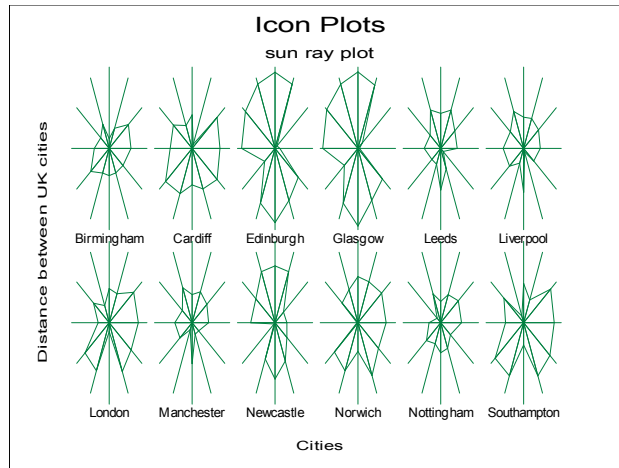 Icon Plots
sun ray plot
Distance between UK cities
Birmingham Cardiff Edinburgh Glasgow Leeds Liverpool
London Manchester Newcastle Norwich Nottingham Southampton
Cities